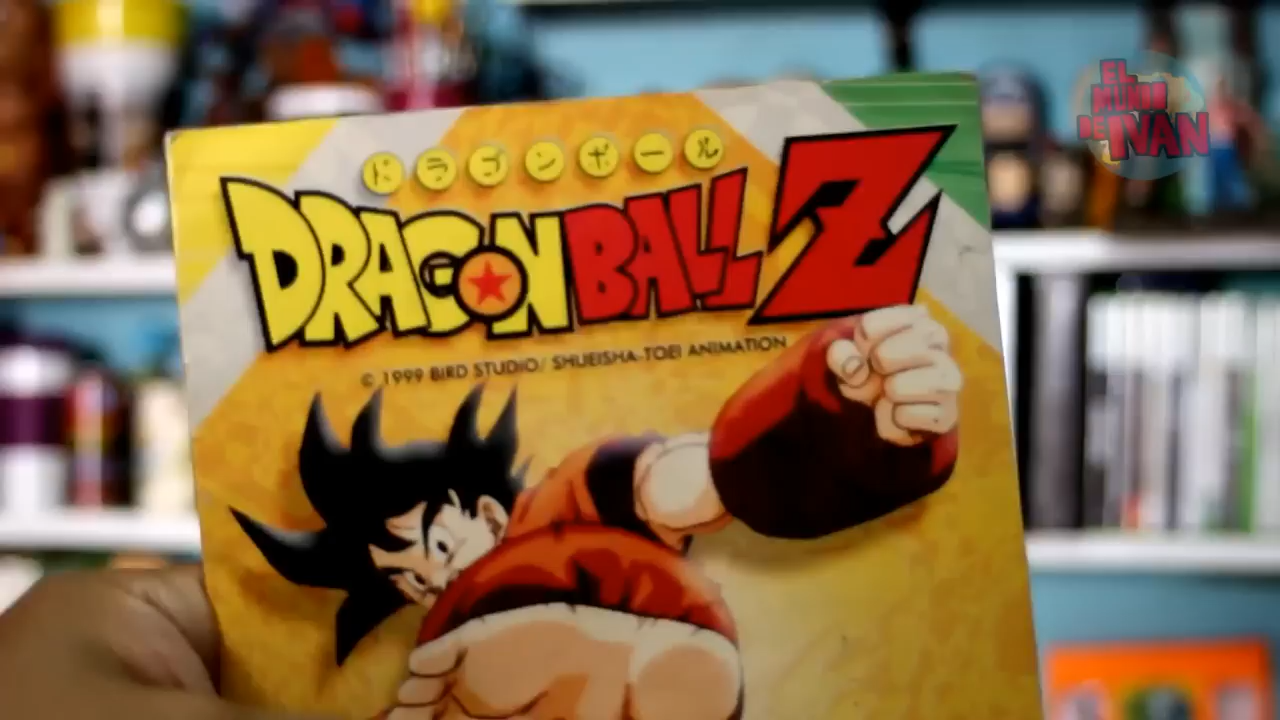 ドラゴンボール
DRAGON BALL Z
© 1999 BIRD STUDIO/ SHUEISHA-TOEI ANIMATION
EL
MUNDO
DE IVAN